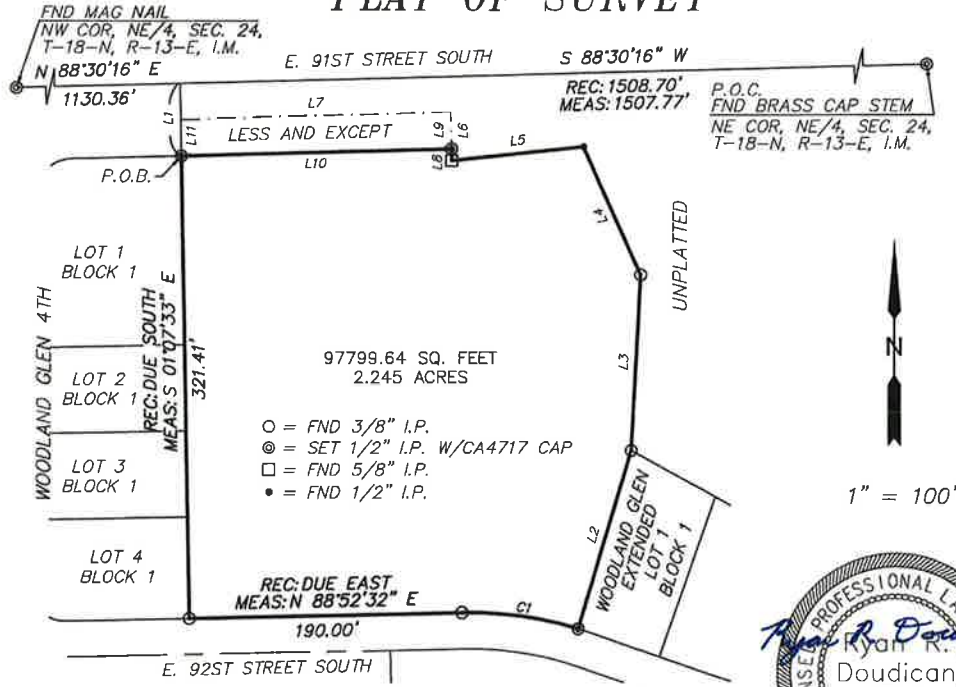 PLAT OF SURVEY
FND MAG NAIL
NW COR, NE/4, SEC. 24,
T-18-N, R-13-E, I.M.
N 88°30'16" E
1130.36'
E. 91ST STREET SOUTH
S 88°30'16" W
REC: 1508.70'
MEAS: 1507.77'
P.O.C.
FND BRASS CAP STEM
NE COR, NE/4, SEC. 24,
T-18-N, R-13-E, I.M.
L1
L11
L7
LESS AND EXCEPT
L9
L6
L10
L8
L5
P.O.B.
L4
UNPLATTED
LOT 1
BLOCK 1
WOODLAND GLEN 4TH
REC: DUE SOUTH
MEAS: S 01°07'33" E
321.41'
97799.64 SQ. FEET
2.245 ACRES
L3
N
LOT 2
BLOCK 1
○ = FND 3/8" I.P.
◎ = SET 1/2" I.P. W/CA4717 CAP
□ = FND 5/8" I.P.
• = FND 1/2" I.P.
LOT 3
BLOCK 1
1" = 100'
L2
WOODLAND GLEN
EXTENDED
LOT 1
BLOCK 1
LOT 4
BLOCK 1
REC: DUE EAST
MEAS: N 88°52'32" E
190.00'
C1
E. 92ST STREET SOUTH
PROFESSIONAL
Ryan R.
Doudican